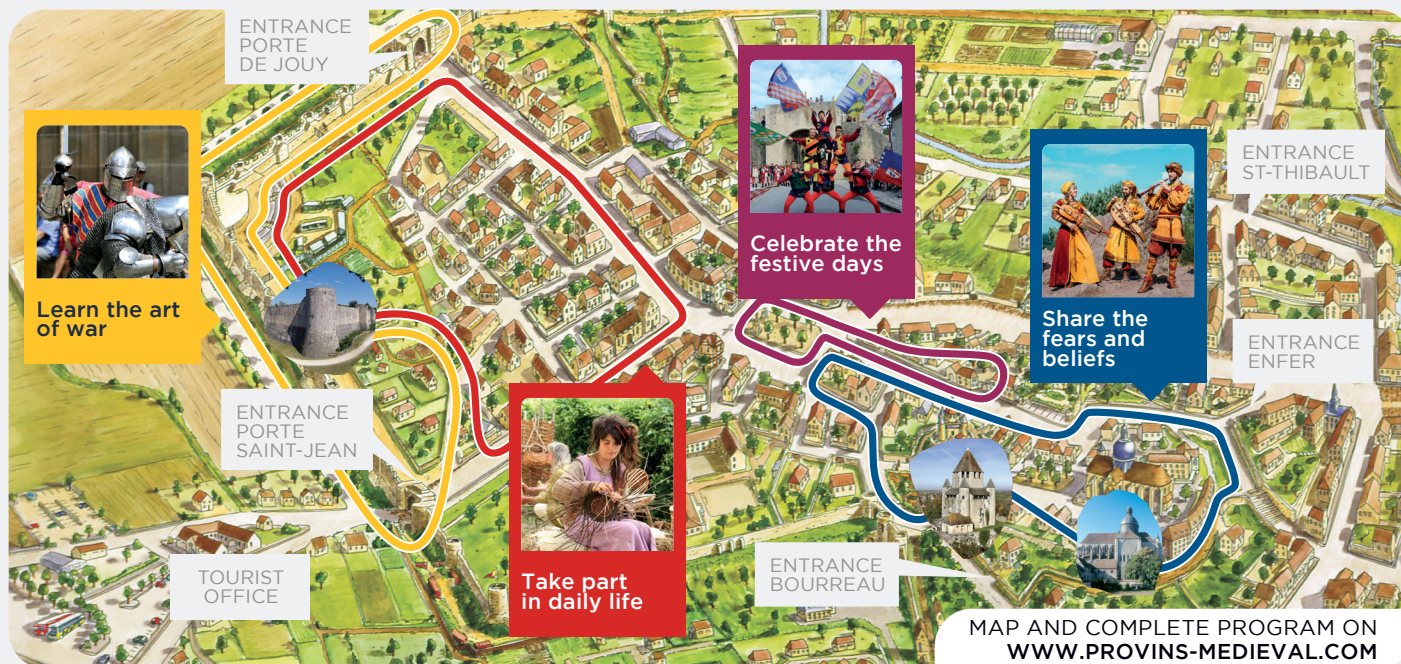 ENTRANCE
PORTE
DE JOUY
Learn the art
of war
Celebrate the
festive days
ENTRANCE
ST-THIBAULT
Share the
fears and
beliefs
ENTRANCE
ENFER
ENTRANCE
PORTE
SAINT-JEAN
TOURIST
OFFICE
Take part
in daily life
ENTRANCE
BOURREAU
MAP AND COMPLETE PROGRAM ON
WWW.PROVINS-MEDIEVAL.COM